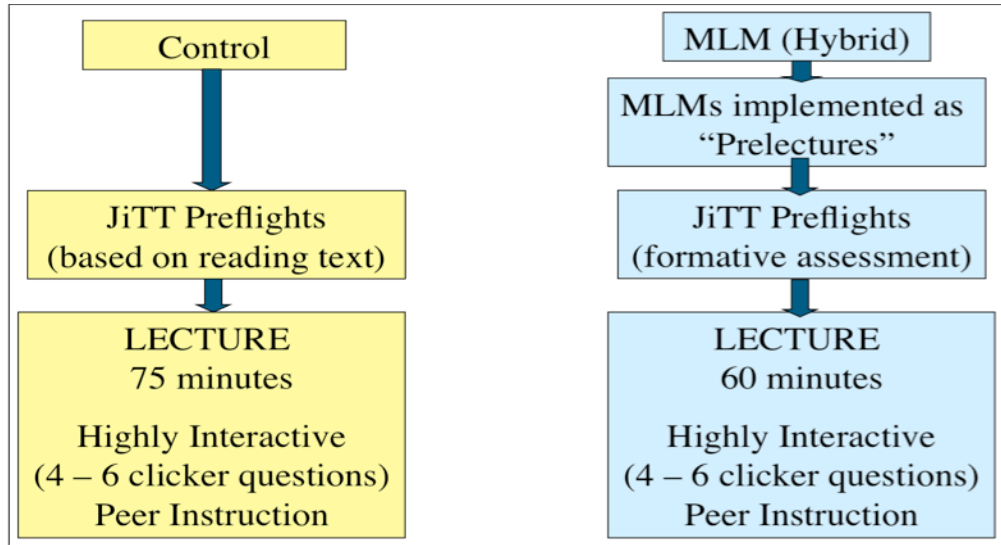 Control
JiTT Preflights
(based on reading text)
LECTURE
75 minutes
Highly Interactive
(4 – 6 clicker questions)
Peer Instruction
MLM (Hybrid)
MLMs implemented as
“Prelectures”
JiTT Preflights
(formative assessment)
LECTURE
60 minutes
Highly Interactive
(4 – 6 clicker questions)
Peer Instruction